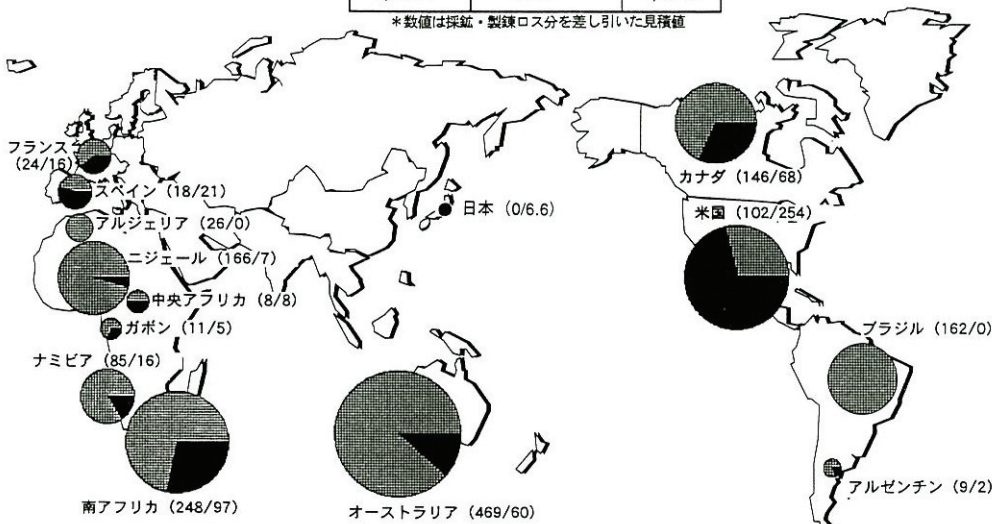 *数値は採鉱・製錬ロス分を差し引いた見積値
フランス
(24/16)
スペイン (18/21)
アルジェリア (26/0)
ニジェール (166/7)
中央アフリカ (8/8)
ガボン (11/5)
ナミビア (85/16)
南アフリカ (248/97)
オーストラリア (469/60)
日本 (0/6.6)
カナダ (146/68)
米国 (102/254)
ブラジル (162/0)
アルゼンチン (9/2)